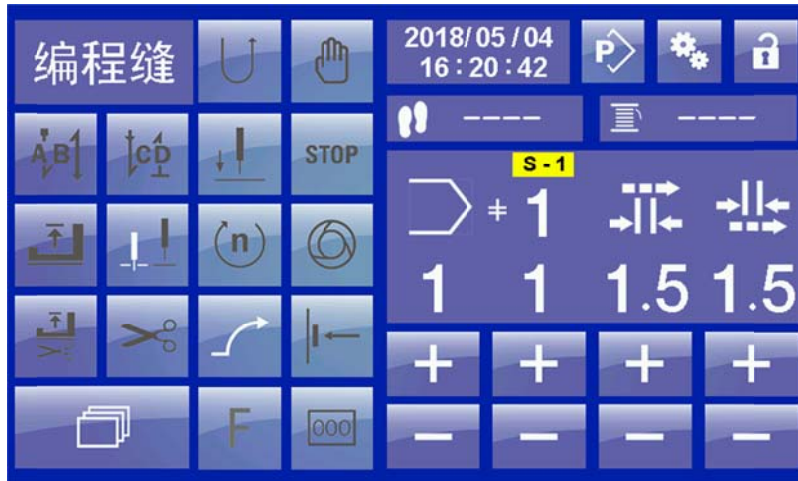 编程缝
2018/05/04
16:20:42
P
----
----
A B
C D
STOP
S-1
≠ 1
n
1 1 1.5 1.5
F
000
+ + + +
- - - -